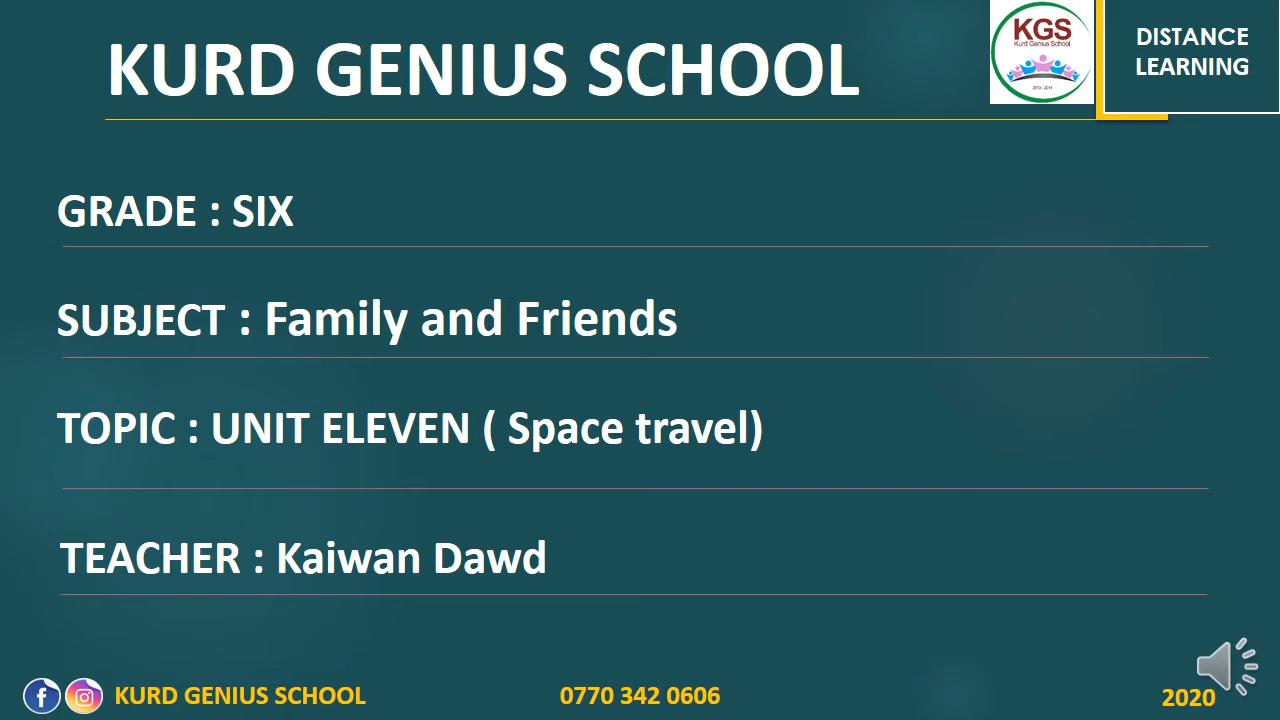 KURD GENIUS SCHOOL
KGS
Kurd Genius School
DISTANCE
LEARNING
GRADE : SIX
SUBJECT : Family and Friends
TOPIC : UNIT ELEVEN ( Space travel)
TEACHER : Kaiwan Dawd
KURD GENIUS SCHOOL
0770 342 0606
2020